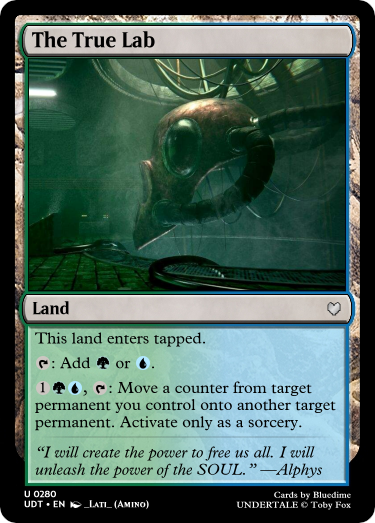 The True Lab
Land
This land enters tapped.
: Add or .
1 , : Move a counter from target
permanent you control onto another target
permanent. Activate only as a sorcery.
“I will create the power to free us all. I will
unleash the power of the SOUL.” —Alphys
U 0280
UDT • EN _Lati_ (Amino)
Cards by Bluedime
UNDERTALE © Toby Fox